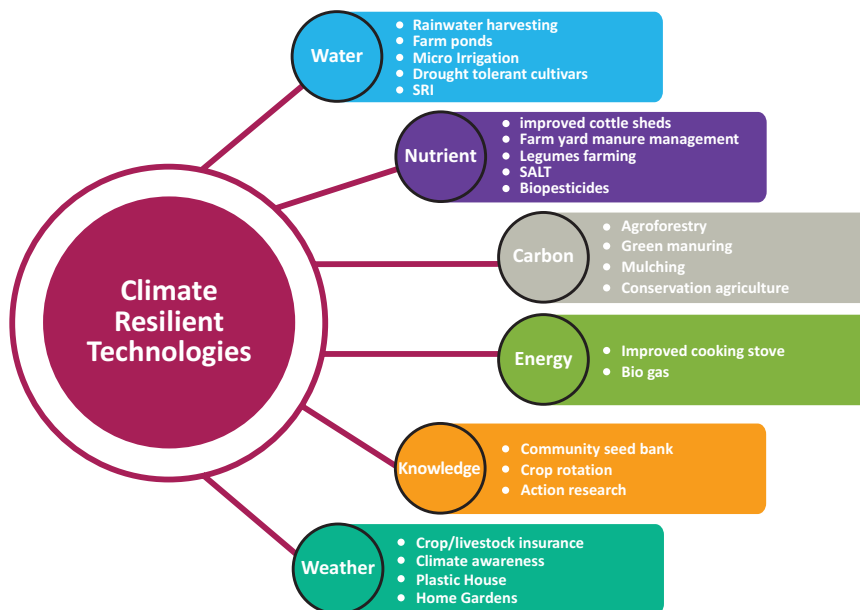 Climate
Resilient
Technologies
Water
Rainwater harvesting
Farm ponds
Micro Irrigation
Drought tolerant cultivars
SRI
Nutrient
improved cottle sheds
Farm yard manure management
Legumes farming
SALT
Biopesticides
Carbon
Agroforestry
Green manuring
Mulching
Conservation agriculture
Energy
Improved cooking stove
Bio gas
Knowledge
Community seed bank
Crop rotation
Action research
Weather
Crop/livestock insurance
Climate awareness
Plastic House
Home Gardens